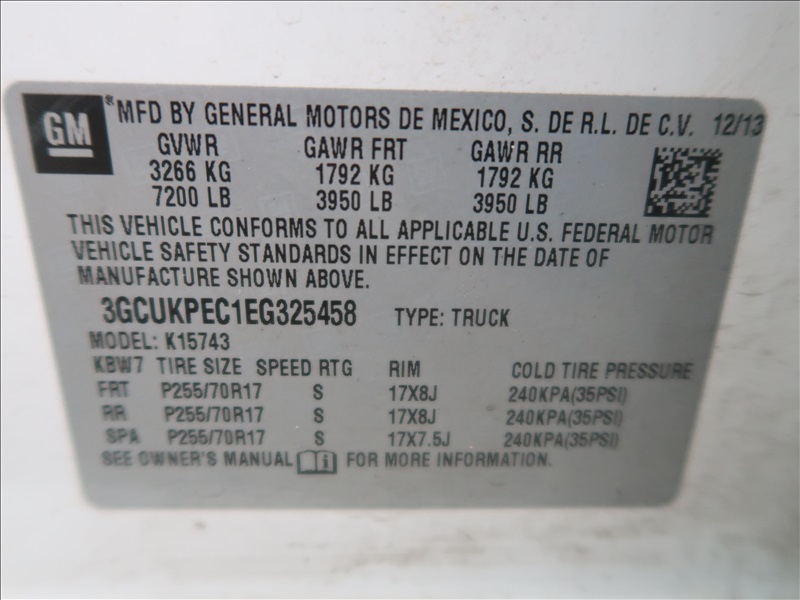 GM ® MFD BY GENERAL MOTORS DE MEXICO, S. DE R.L. DE C.V. 12/13
GVWR GAWR FRT GAWR RR
3266 KG 1792 KG 1792 KG
7200 LB 3950 LB 3950 LB
THIS VEHICLE CONFORMS TO ALL APPLICABLE U.S. FEDERAL MOTOR
VEHICLE SAFETY STANDARDS IN EFFECT ON THE DATE OF
MANUFACTURE SHOWN ABOVE.
3GCUKPEC1EG325458 TYPE: TRUCK
MODEL: K15743
KBW7 TIRE SIZE SPEED RTG RIM COLD TIRE PRESSURE
FRT P255/70R17 S 17X8J 240KPA(35PSI)
RR P255/70R17 S 17X8J 240KPA(35PSI)
SPA P255/70R17 S 17X7.5J 240KPA(35PSI)
SEE OWNER'S MANUAL i FOR MORE INFORMATION.